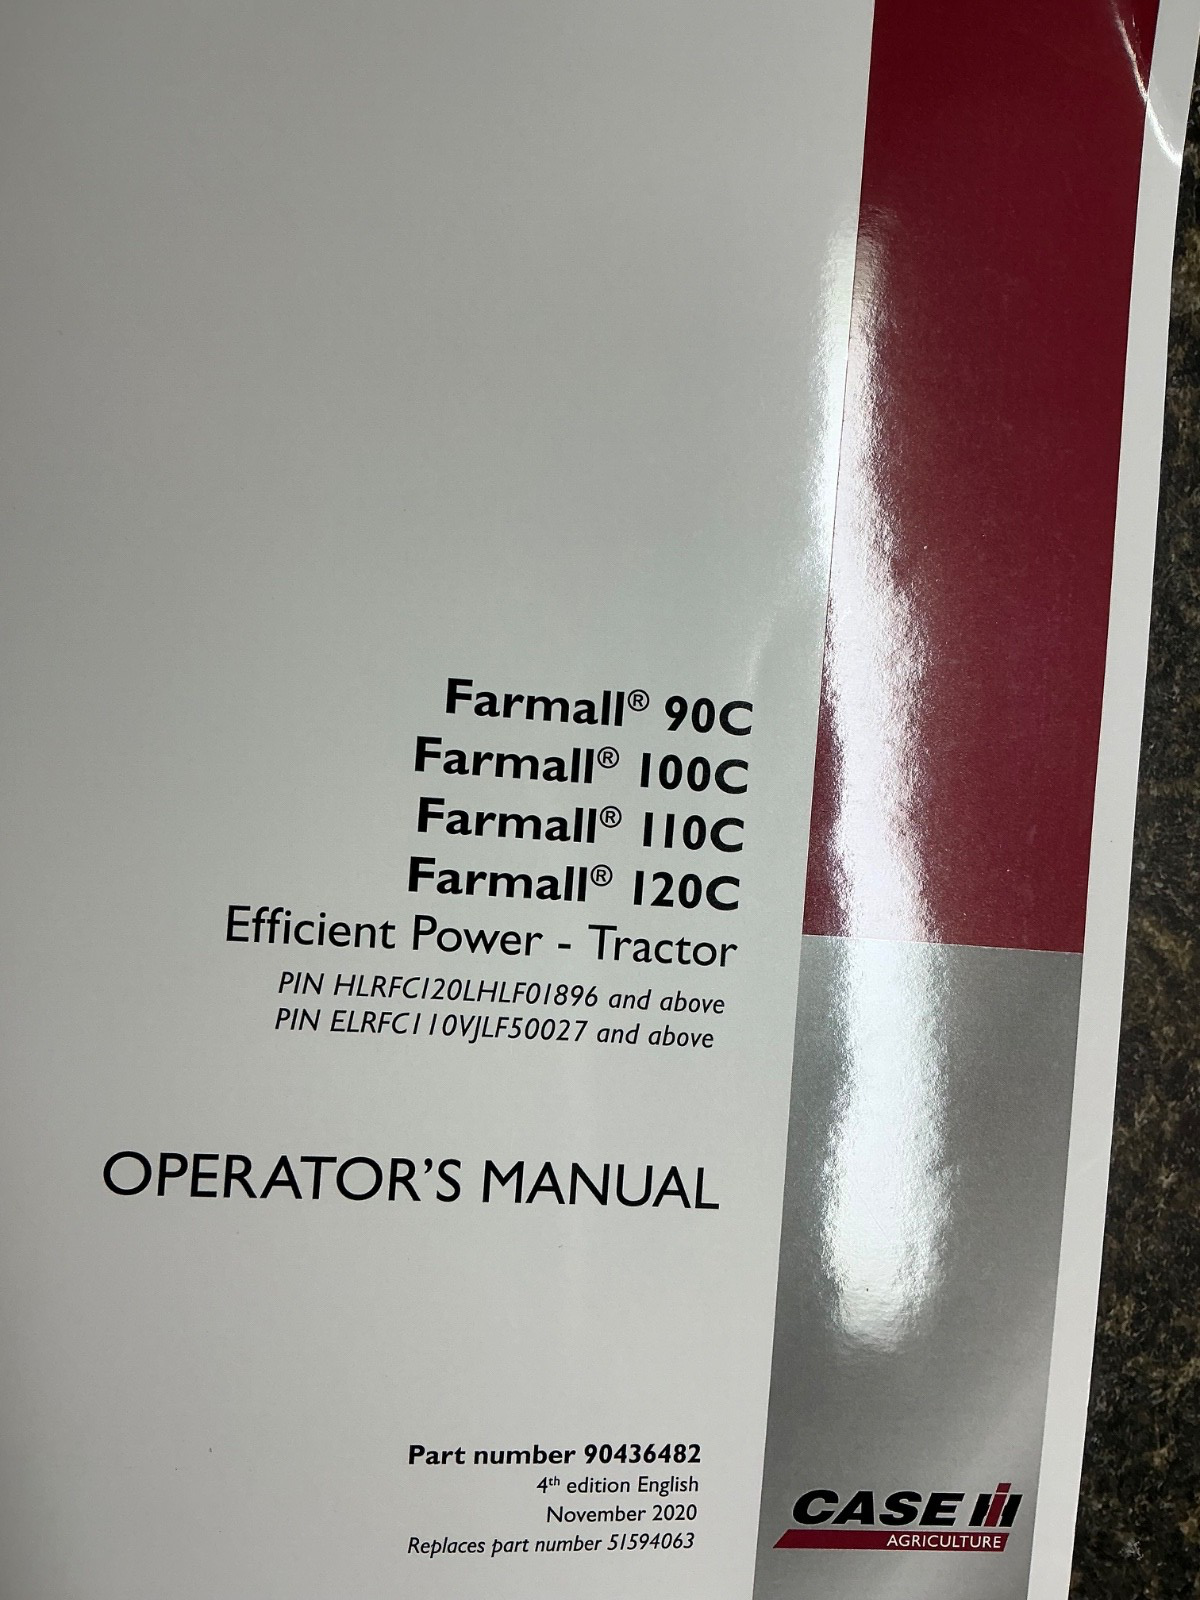 Farmall® 90C
Farmall® 100C
Farmall® 110C
Farmall® 120C
Efficient Power - Tractor
PIN HLRFC120LHLF01896 and above
PIN ELRFC110VJLF50027 and above
OPERATOR'S MANUAL
Part number 90436482
4th edition English
November 2020
Replaces part number 51594063
CASE IH
AGRICULTURE